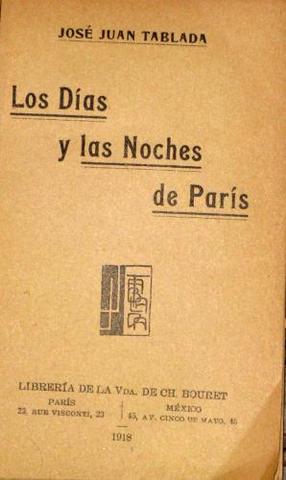 JOSÉ JUAN TABLADA
Los Días
y las Noches
de París
LIBRERÍA DE LA VDA. DE CH. BOURET
PARÍS
23, RUE VISCONTI, 23
MÉXICO
45, AV. CINCO DE MAYO, 45
1918